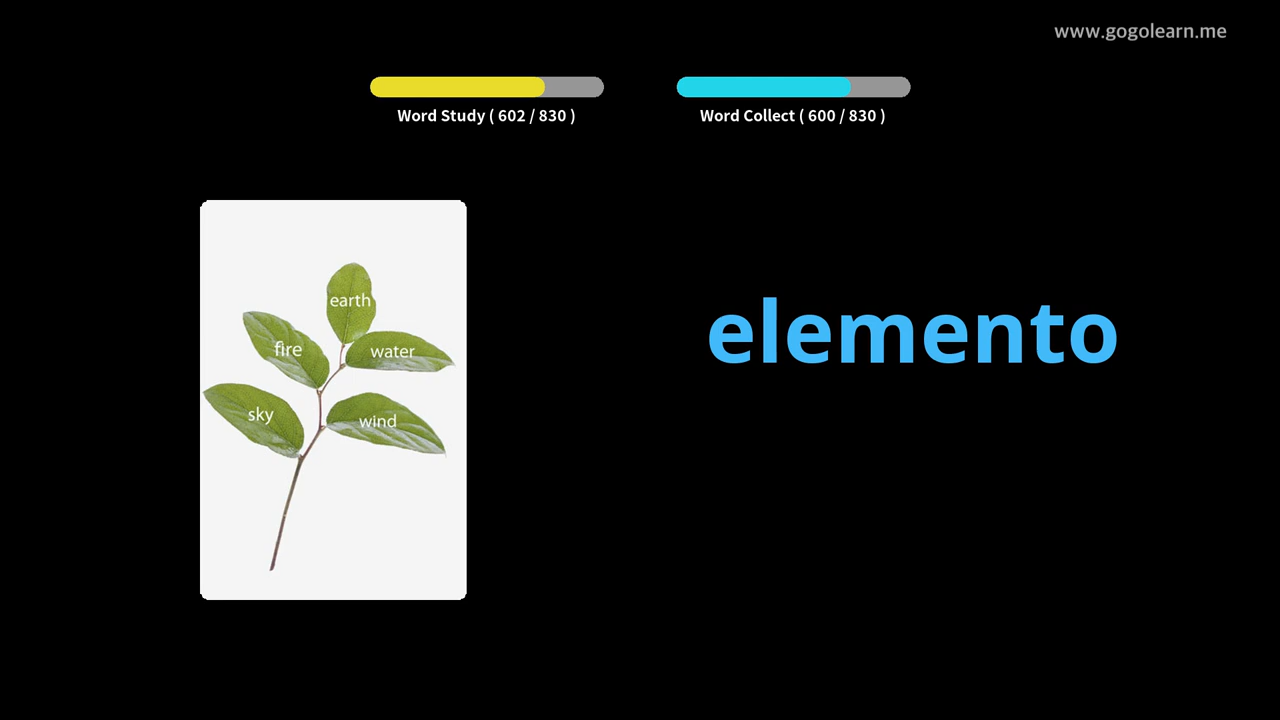 www.gogolearn.me
Word Study ( 602 / 830 )
Word Collect ( 600 / 830 )
earth
fire
water
sky
wind
elemento